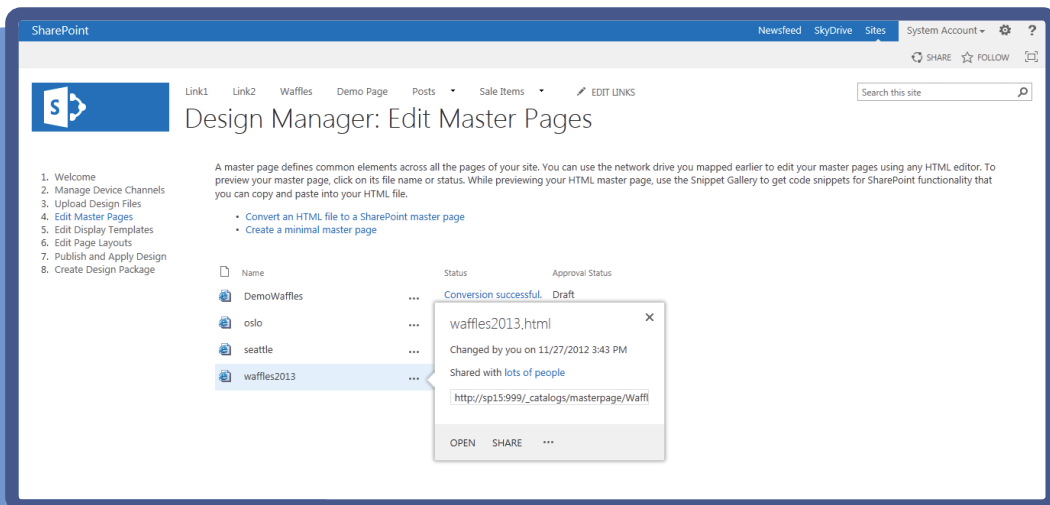 SharePoint
Newsfeed SkyDrive Sites System Account ?
SHARE FOLLOW
S
Link1 Link2 Waffles Demo Page Posts Sale Items EDIT LINKS
Search this site
Design Manager: Edit Master Pages
1. Welcome
2. Manage Device Channels
3. Upload Design Files
4. Edit Master Pages
5. Edit Display Templates
6. Edit Page Layouts
7. Publish and Apply Design
8. Create Design Package
A master page defines common elements across all the pages of your site. You can use the network drive you mapped earlier to edit your master pages using any HTML editor. To
preview your master page, click on its file name or status. While previewing your HTML master page, use the Snippet Gallery to get code snippets for SharePoint functionality that
you can copy and paste into your HTML file.
• Convert an HTML file to a SharePoint master page
• Create a minimal master page
Name Status Approval Status
DemoWaffles ... Conversion successful. Draft
oslo ...
seattle ...
waffles2013 ...
waffles2013.html
Changed by you on 11/27/2012 3:43 PM
Shared with lots of people
http://sp15:999/_catalogs/masterpage/Waffl
OPEN SHARE ...